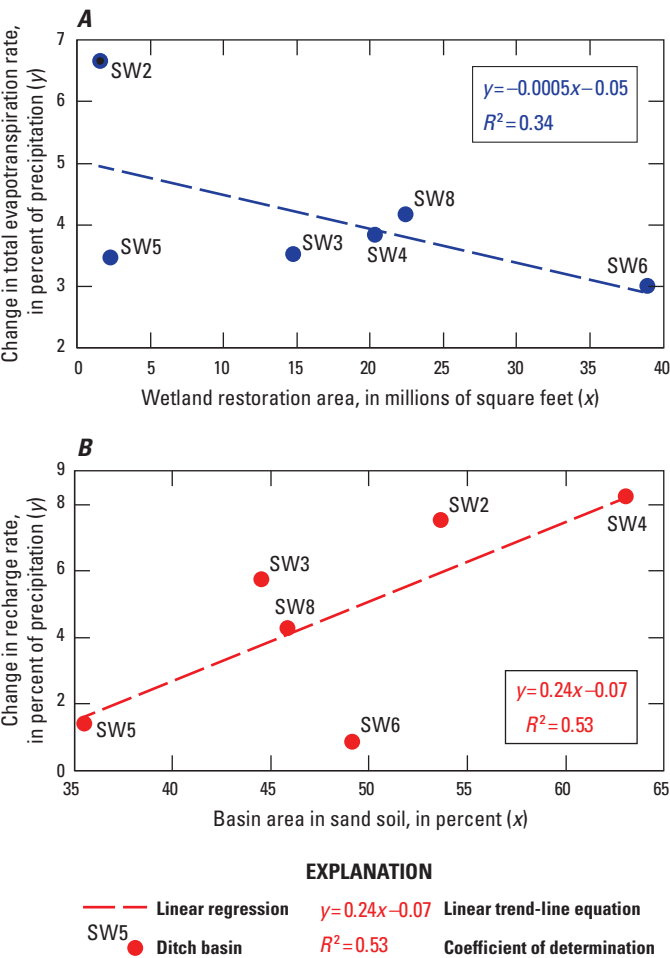 A
Change in total evapotranspiration rate,
in percent of precipitation (y)
7
6
5
4
3
2
SW2
SW5
SW3
SW4
SW8
SW6
y=−0.0005x−0.05
R²=0.34
0 5 10 15 20 25 30 35 40
Wetland restoration area, in millions of square feet (x)
B
Change in recharge rate,
in percent of precipitation (y)
9
8
6
4
2
0
SW5
SW3
SW8
SW6
SW2
SW4
y=0.24x−0.07
R²=0.53
35 40 45 50 55 60 65
Basin area in sand soil, in percent (x)
EXPLANATION
Linear regression
y=0.24x−0.07 Linear trend-line equation
SW5 Ditch basin
R²=0.53 Coefficient of determination